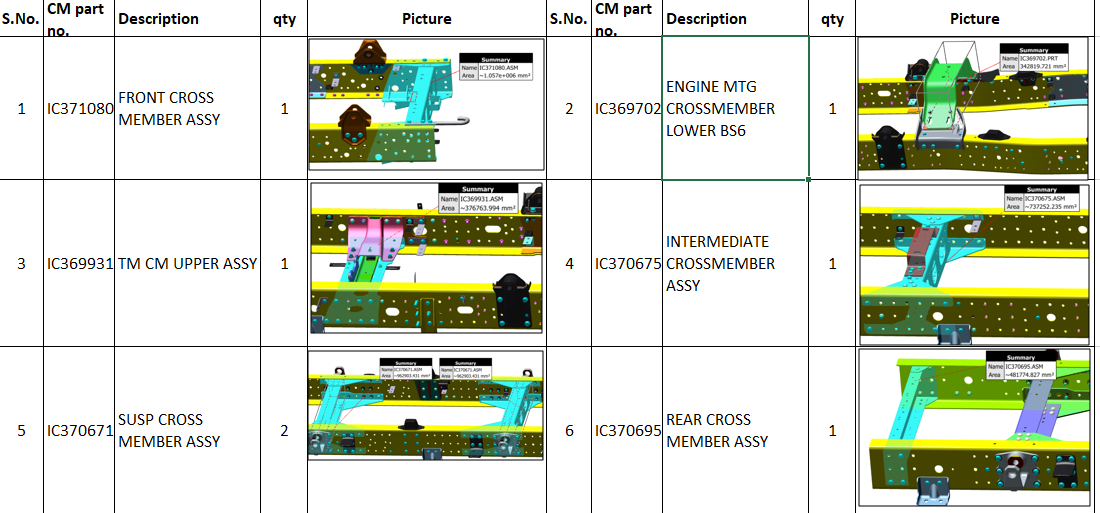 S.No. CM part no. Description qty Picture S.No. CM part no. Description qty Picture
1 IC371080 FRONT CROSS MEMBER ASSY 1
Summary
Name IC371080.ASM
Area ~1.057e+006 mm²
2 IC369702 ENGINE MTG CROSSMEMBER LOWER BS6 1
Summary
Name IC369702.PRT
Area 342819.721 mm²
3 IC369931 TM CM UPPER ASSY 1
Summary
Name IC369931.ASM
Area ~376763.994 mm²
4 IC370675 INTERMEDIATE CROSSMEMBER ASSY 1
Summary
Name IC370675.ASM
Area ~737252.235 mm²
5 IC370671 SUSP CROSS MEMBER ASSY 2
Summary
Name IC370671.ASM
Area ~962903.431 mm²
Summary
Name IC370671.ASM
Area ~962903.431 mm²
6 IC370695 REAR CROSS MEMBER ASSY 1
Summary
Name IC370695.ASM
Area ~481774.827 mm²